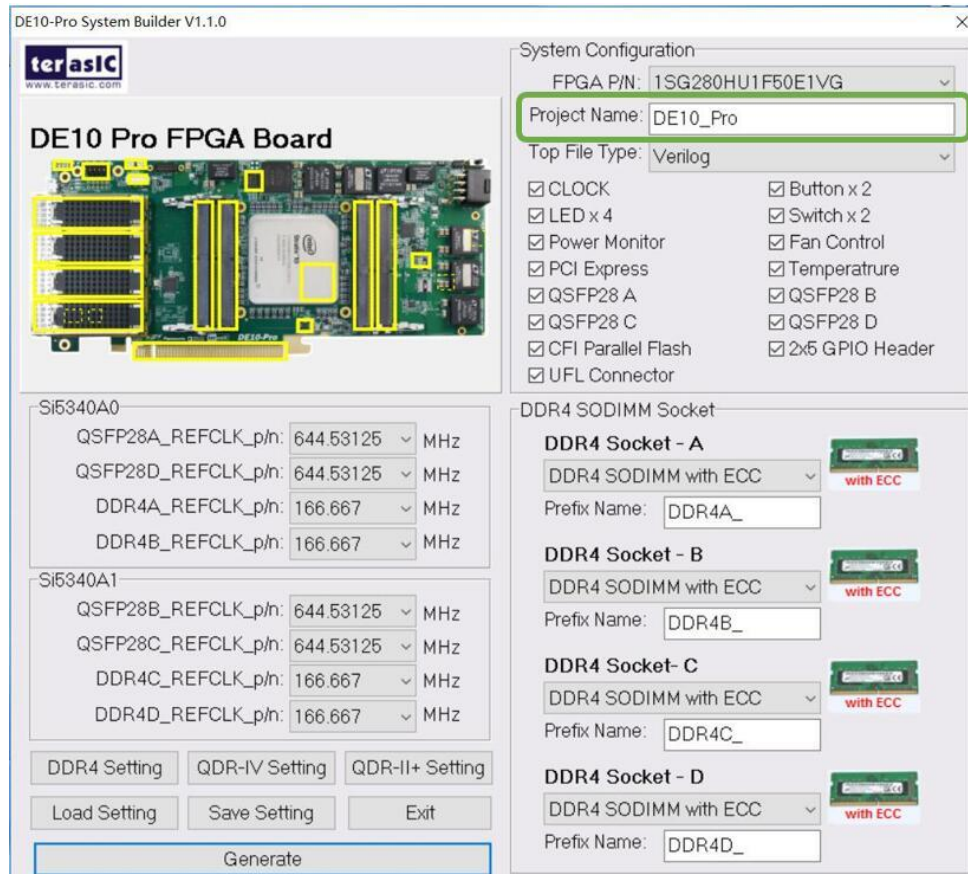 DE10-Pro System Builder V1.1.0
terasIC
www.terasic.com
DE10 Pro FPGA Board
DE10-Pro
System Configuration
FPGA P/N: 1SG280HU1F50E1VG
Project Name: DE10_Pro
Top File Type: Verilog
CLOCK
Button x 2
LED x 4
Switch x 2
Power Monitor
Fan Control
PCI Express
Temperatrure
QSFP28 A
QSFP28 B
QSFP28 C
QSFP28 D
CFI Parallel Flash
2x5 GPIO Header
UFL Connector
Si5340A0
QSFP28A_REFCLK_p/n: 644.53125 MHz
QSFP28D_REFCLK_p/n: 644.53125 MHz
DDR4A_REFCLK_p/n: 166.667 MHz
DDR4B_REFCLK_p/n: 166.667 MHz
Si5340A1
QSFP28B_REFCLK_p/n: 644.53125 MHz
QSFP28C_REFCLK_p/n: 644.53125 MHz
DDR4C_REFCLK_p/n: 166.667 MHz
DDR4D_REFCLK_p/n: 166.667 MHz
DDR4 Setting
QDR-IV Setting
QDR-II+ Setting
Load Setting
Save Setting
Exit
Generate
DDR4 SODIMM Socket
DDR4 Socket - A
DDR4 SODIMM with ECC
with ECC
Prefix Name: DDR4A_
DDR4 Socket - B
DDR4 SODIMM with ECC
with ECC
Prefix Name: DDR4B_
DDR4 Socket- C
DDR4 SODIMM with ECC
with ECC
Prefix Name: DDR4C_
DDR4 Socket - D
DDR4 SODIMM with ECC
with ECC
Prefix Name: DDR4D_